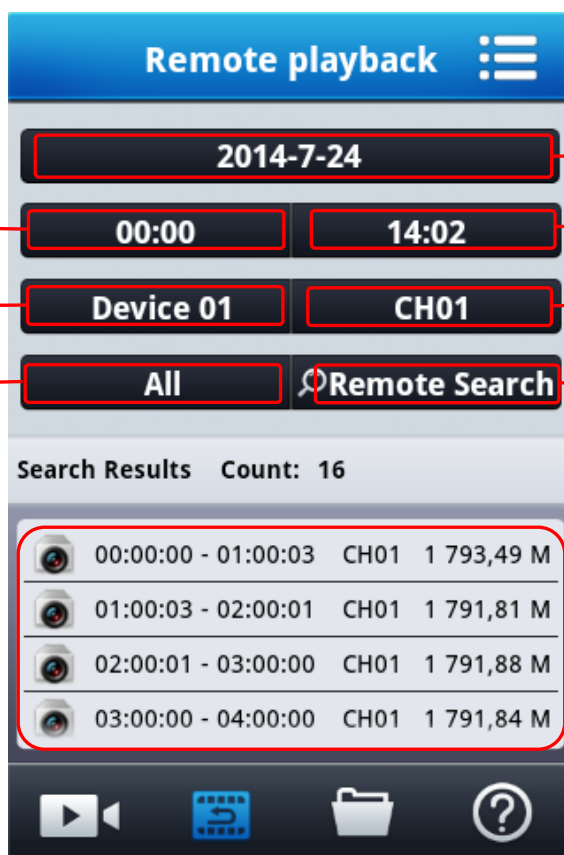 Remote playback
2014-7-24
00:00 14:02
Device 01 CH01
All Remote Search
Search Results Count: 16
00:00:00 - 01:00:03 CH01 1 793,49 M
01:00:03 - 02:00:01 CH01 1 791,81 M
02:00:01 - 03:00:00 CH01 1 791,88 M
03:00:00 - 04:00:00 CH01 1 791,84 M
?